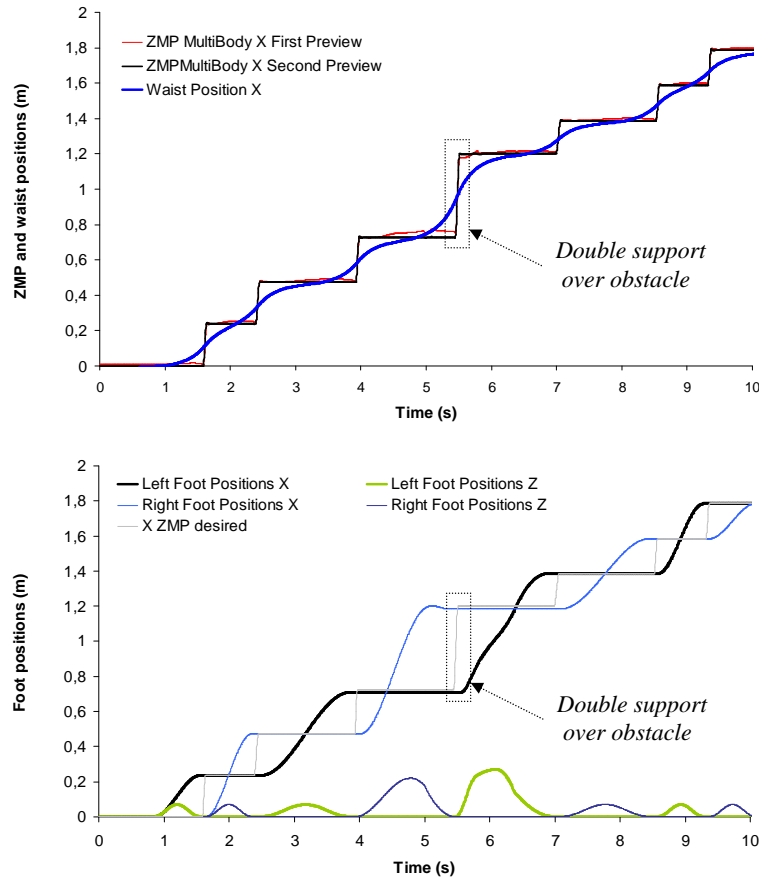 2
1,8
1,6
1,4
1,2
1
0,8
0,6
0,4
0,2
0
ZMP and waist positions (m)
ZMP MultiBody X First Preview
ZMPMultiBody X Second Preview
Waist Position X
Double support
over obstacle
0 1 2 3 4 5 6 7 8 9 10
Time (s)
2
1,8
1,6
1,4
1,2
1
0,8
0,6
0,4
0,2
0
Foot positions (m)
Left Foot Positions X Left Foot Positions Z
Right Foot Positions X Right Foot Positions Z
X ZMP desired
Double support
over obstacle
0 1 2 3 4 5 6 7 8 9 10
Time (s)